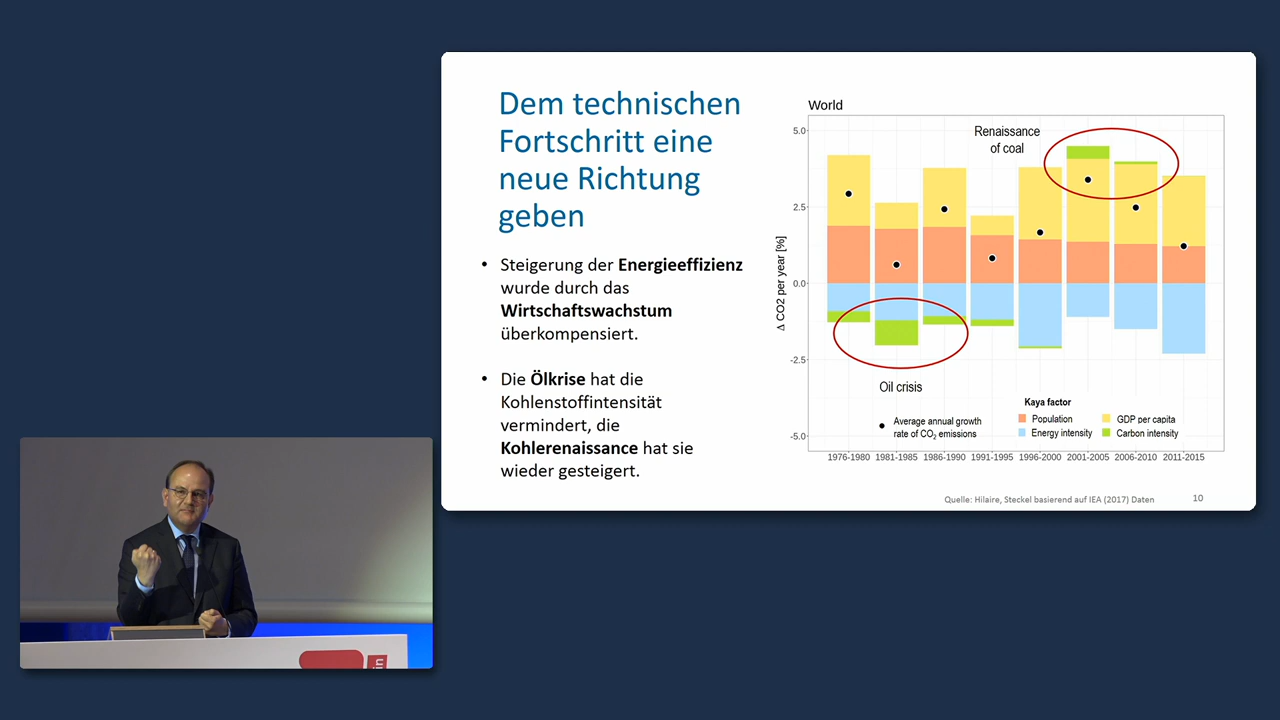 Dem technischen
Fortschritt eine
neue Richtung
geben
• Steigerung der Energieeffizienz
wurde durch das
Wirtschaftswachstum
überkompensiert.
• Die Ölkrise hat die
Kohlenstoffintensität
vermindert, die
Kohlerenaissance hat sie
wieder gesteigert.
World
Renaissance
of coal
Δ CO2 per year [%]
5.0
2.5
0.0
-2.5
-5.0
Oil crisis
Average annual growth
rate of CO₂ emissions
Kaya factor
Population
GDP per capita
Energy intensity
Carbon intensity
1976-1980 1981-1985 1986-1990 1991-1995 1996-2000 2001-2005 2006-2010 2011-2015
Quelle: Hilaire, Steckel basierend auf IEA (2017) Daten
10
in